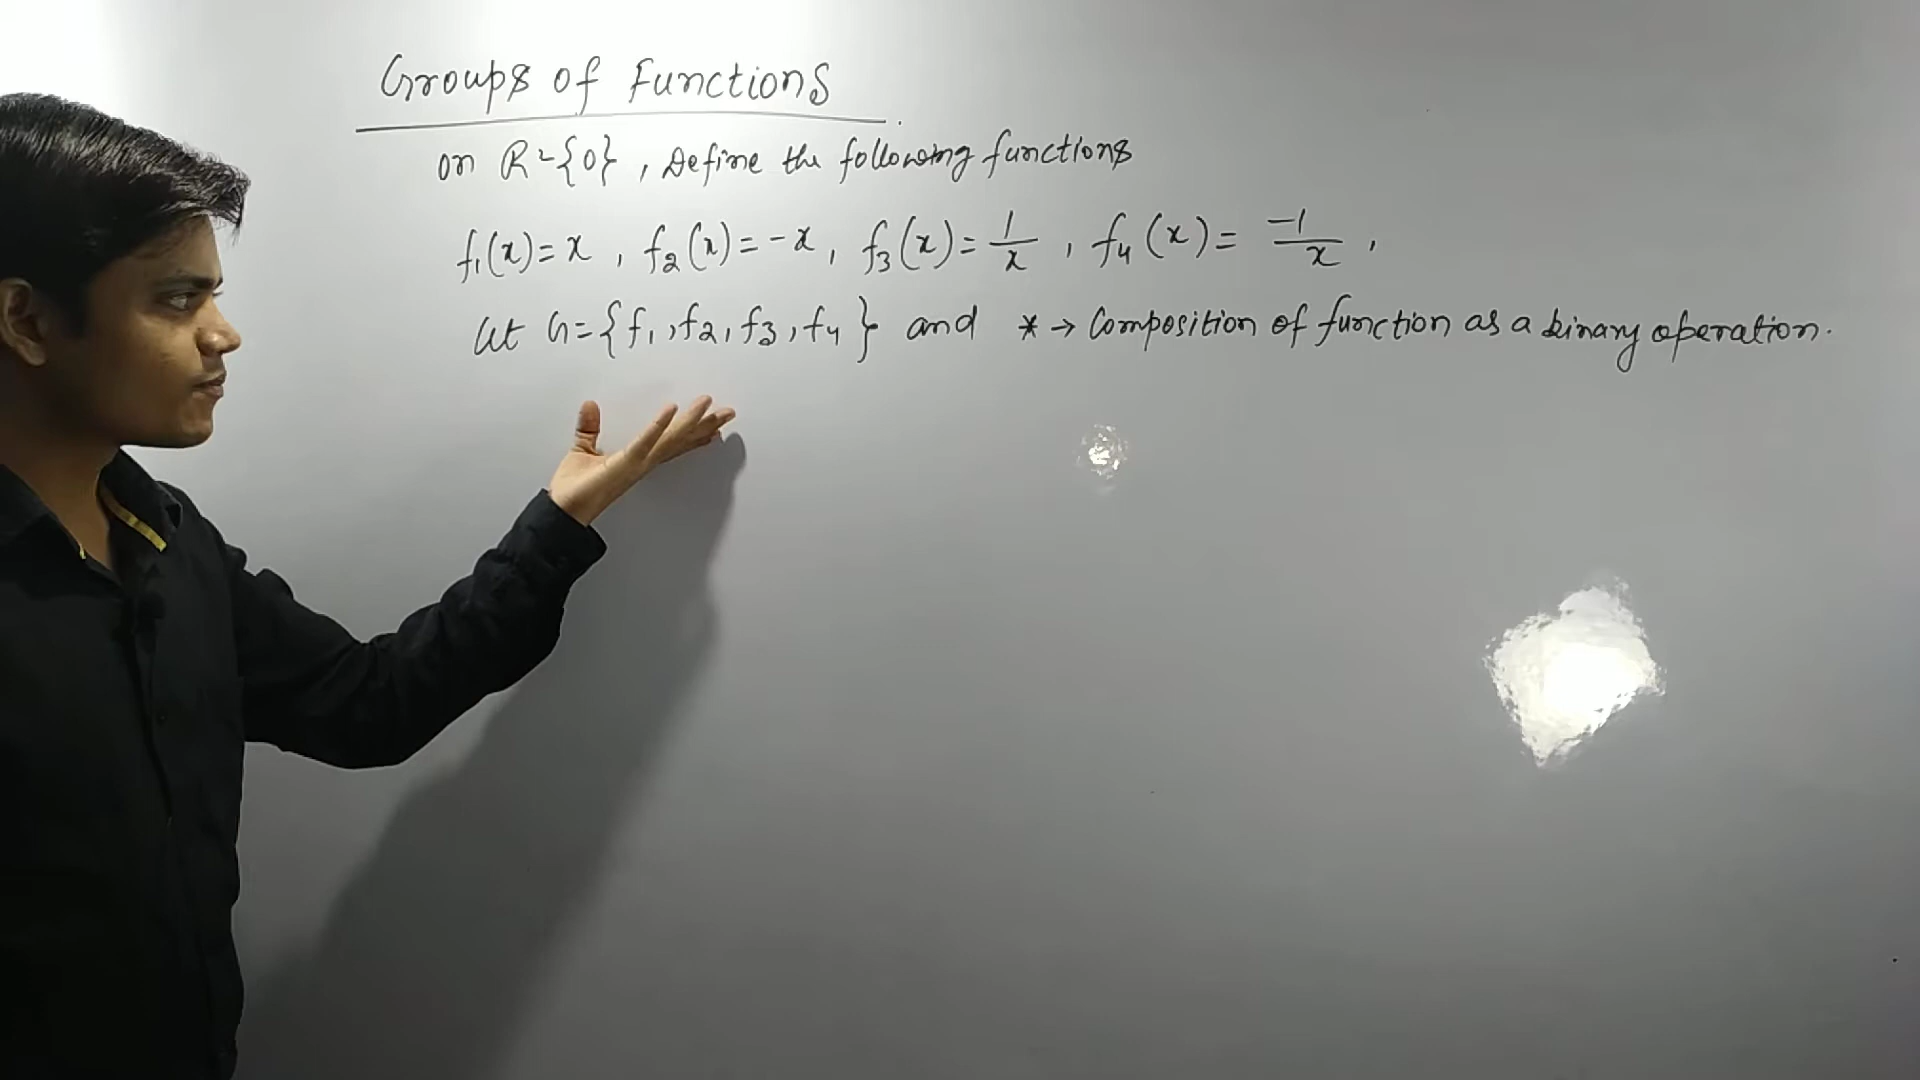 Groups of Functions
on R-{0}, Define the following functions
f₁(x)=x, f₂(x)=-x, f₃(x)=1/x, f₄(x)=-1/x,
let G={f₁,f₂,f₃,f₄} and * → Composition of function as a binary operation.